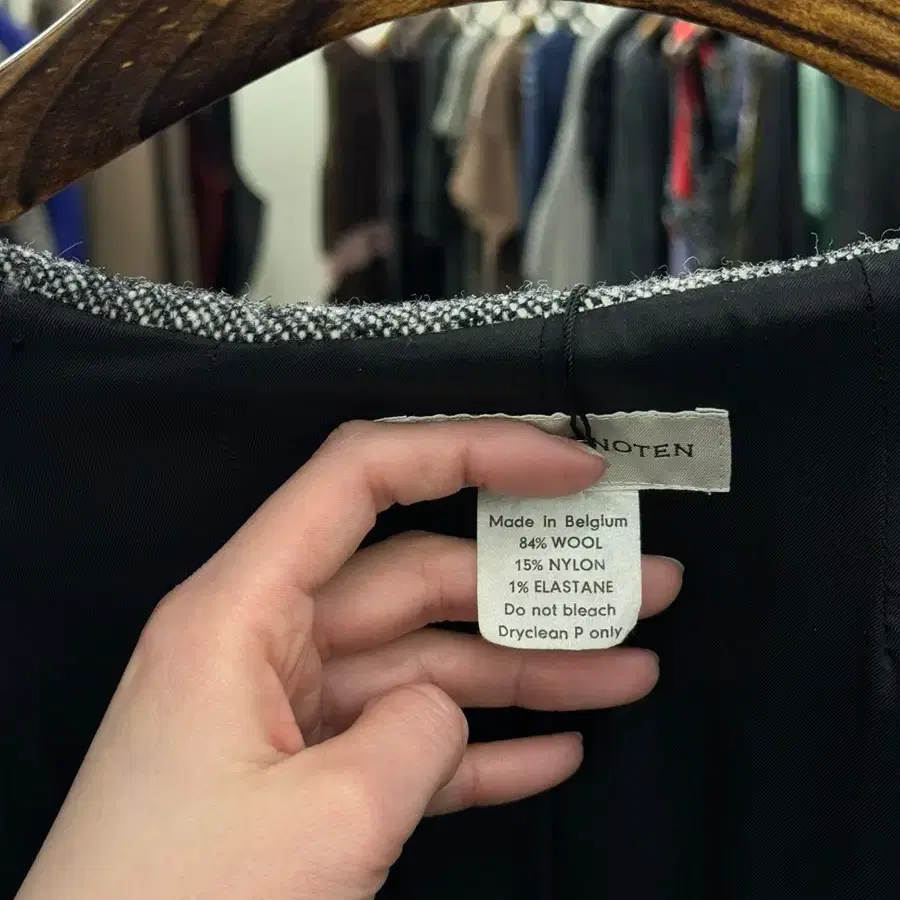 NOTEN
Made in Belgium
84% WOOL
15% NYLON
1% ELASTANE
Do not bleach
Dryclean P only